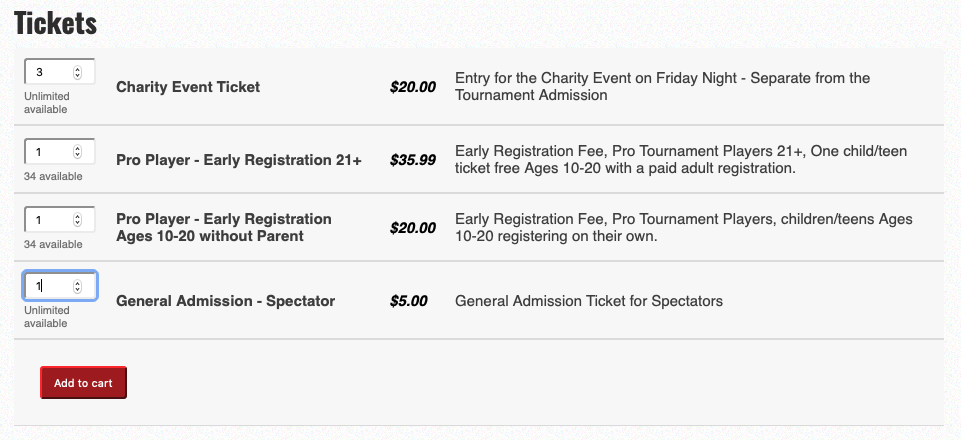 Tickets
3
Unlimited
available
Charity Event Ticket
$20.00
Entry for the Charity Event on Friday Night - Separate from the
Tournament Admission
1
34 available
Pro Player - Early Registration 21+
$35.99
Early Registration Fee, Pro Tournament Players 21+, One child/teen
ticket free Ages 10-20 with a paid adult registration.
1
34 available
Pro Player - Early Registration
Ages 10-20 without Parent
$20.00
Early Registration Fee, Pro Tournament Players, children/teens Ages
10-20 registering on their own.
1
Unlimited
available
General Admission - Spectator
$5.00
General Admission Ticket for Spectators
Add to cart